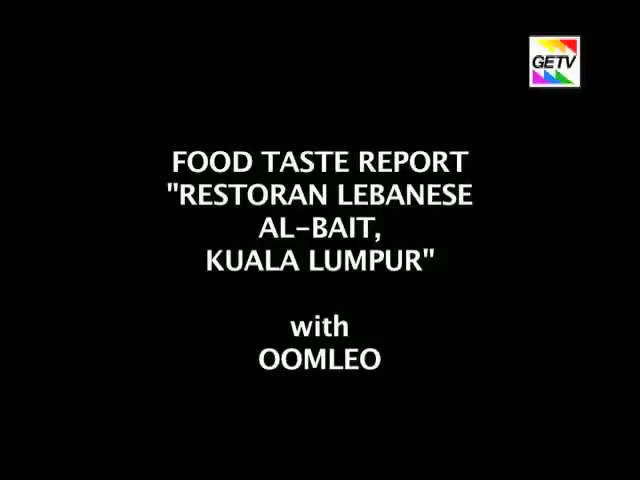 GETV
FOOD TASTE REPORT
"RESTORAN LEBANESE
AL-BAIT,
KUALA LUMPUR"
with
OOMLEO